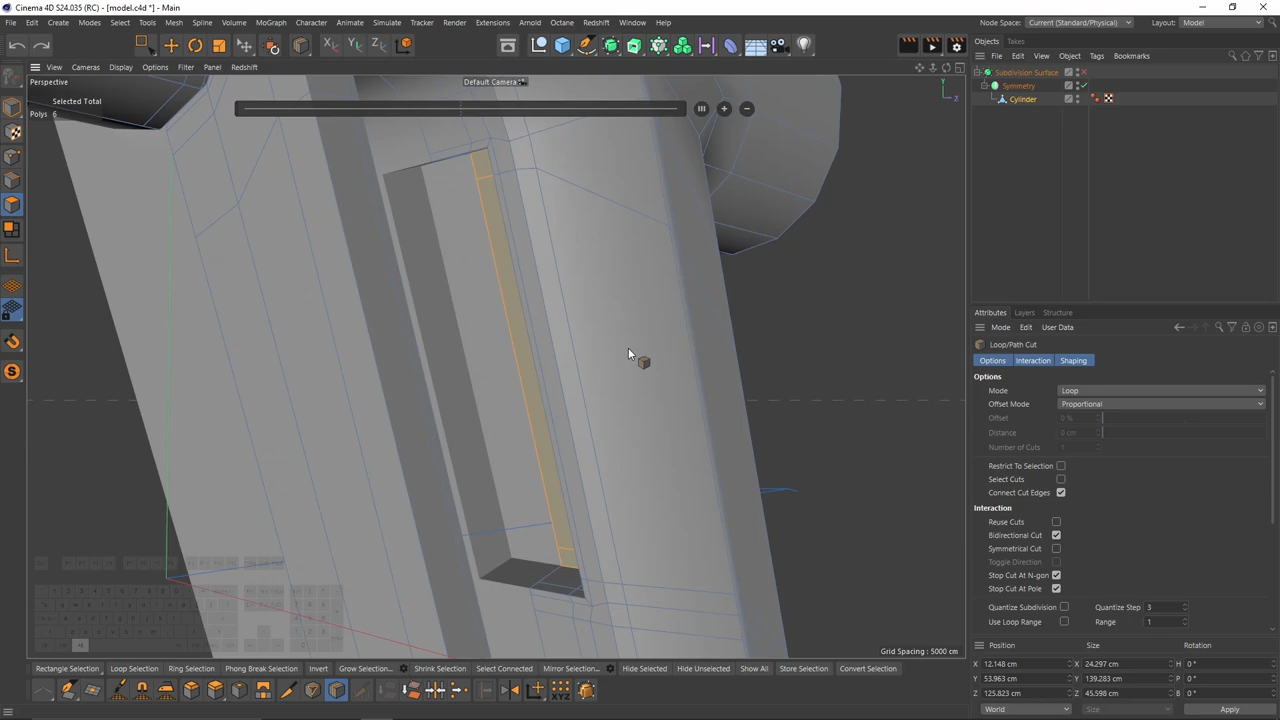 Cinema 4D S24.035 (RC) - [model.c4d *] - Main
File Edit Create Modes Select Tools Mesh Spline Volume MoGraph Character Animate Simulate Tracker Render Extensions Arnold Octane Redshift Window Help
Node Space: Current (Standard/Physical) Layout: Model
Objects Takes
View Cameras Display Options Filter Panel Redshift
File Edit View Object Tags Bookmarks
Perspective
Default Camera
Subdivision Surface
Symmetry
Cylinder
Selected Total
Polys 6
Y
Z
Attributes Layers Structure
Mode Edit User Data
Loop/Path Cut
Options Interaction Shaping
Options
Mode Loop
Offset Mode Proportional
Offset 0 %
Distance 0 cm
Number of Cuts 1
Restrict To Selection
Select Cuts
Connect Cut Edges
Interaction
Reuse Cuts
Bidirectional Cut
Symmetrical Cut
Toggle Direction
Stop Cut At N-gon
Stop Cut At Pole
Quantize Subdivision Quantize Step 3
Use Loop Range Range 1
Grid Spacing : 5000 cm
Position Size Rotation
X 12.148 cm X 24.297 cm H 0 °
Y 53.963 cm Y 139.283 cm P 0 °
Z 125.823 cm Z 45.598 cm B 0 °
World Size Apply
Rectangle Selection Loop Selection Ring Selection Phong Break Selection Invert Grow Selection... Shrink Selection Select Connected Mirror Selection... Hide Selected Hide Unselected Show All Store Selection Convert Selection